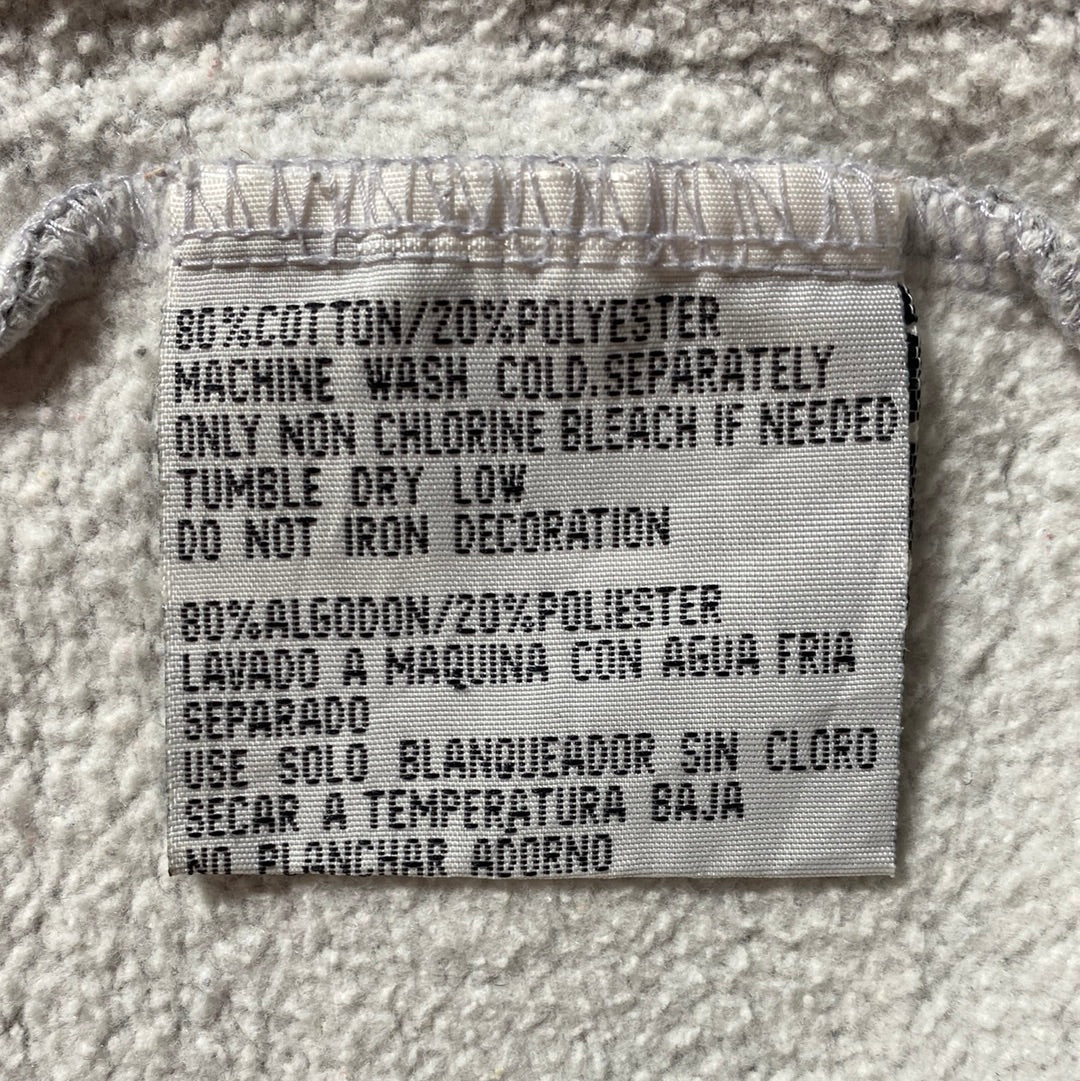 80%COTTON/20%POLYESTER
MACHINE WASH COLD.SEPARATELY
ONLY NON CHLORINE BLEACH IF NEEDED
TUMBLE DRY LOW
DO NOT IRON DECORATION
80%ALGODON/20%POLIESTER
LAVADO A MAQUINA CON AGUA FRIA
SEPARADO
USE SOLO BLANQUEADOR SIN CLORO
SECAR A TEMPERATURA BAJA
NO PLANCHAR ADORNO